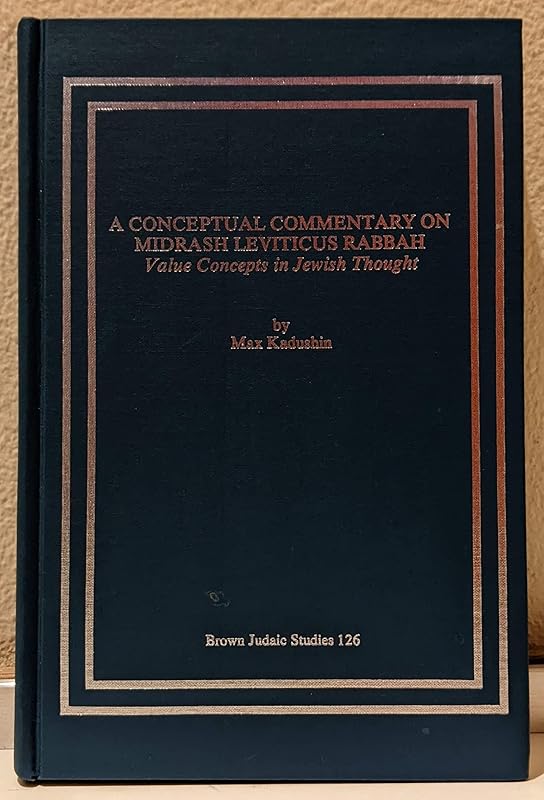 A CONCEPTUAL COMMENTARY ON
MIDRASH LEVITICUS RABBAH
Value Concepts in Jewish Thought
by
Max Kadushin
Brown Judaic Studies 126